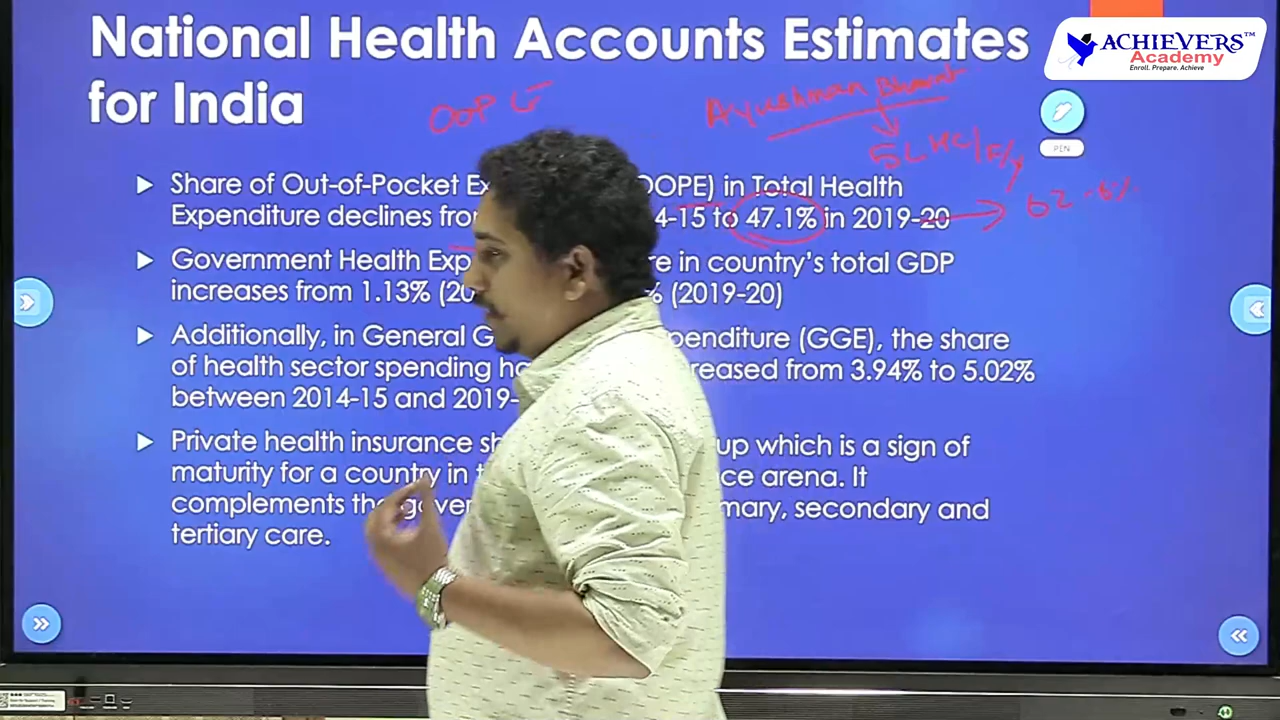 National Health Accounts Estimates
for India
ACHIEVERS™
Academy
Enroll. Prepare. Achieve
OOP
Ayushman Bharat
5L HC/F/y
PEN
▶ Share of Out-of-Pocket Ex OOPE) in Total Health
Expenditure declines fro 4-15 to 47.1% in 2019-20
62.6%
▶ Government Health Exp re in country's total GDP
increases from 1.13% (20 % (2019-20)
▶ Additionally, in General G penditure (GGE), the share
of health sector spending ha reased from 3.94% to 5.02%
between 2014-15 and 2019-
▶ Private health insurance sh up which is a sign of
maturity for a country in t ce arena. It
complements the gover mary, secondary and
tertiary care.